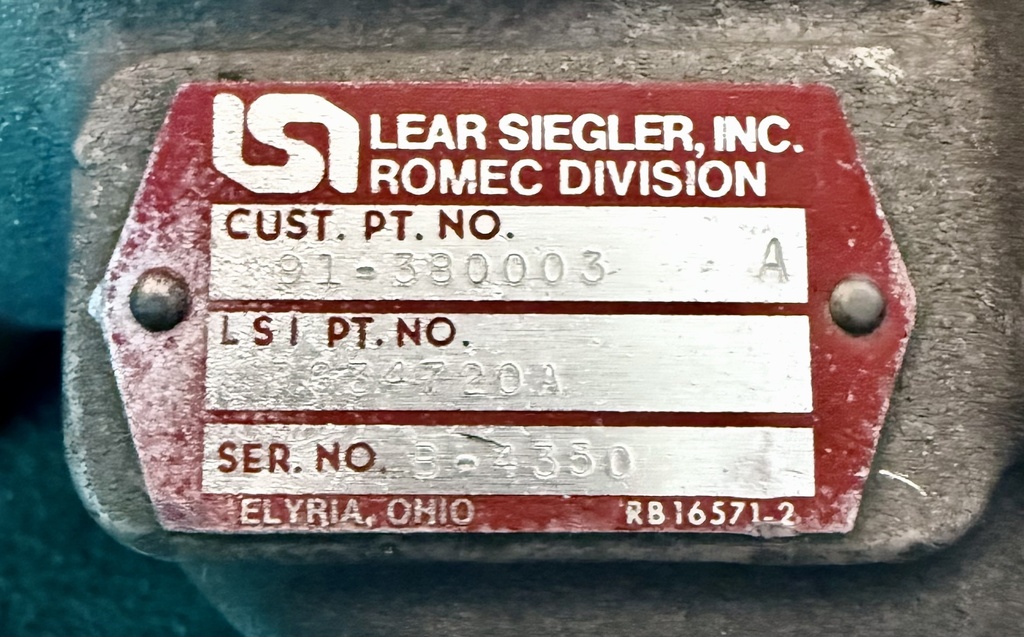 LEAR SIEGLER, INC.
ROMEC DIVISION
CUST. PT. NO.
91-380003 A
LSI PT. NO.
SER. NO. B-4350
ELYRIA, OHIO RB16571-2